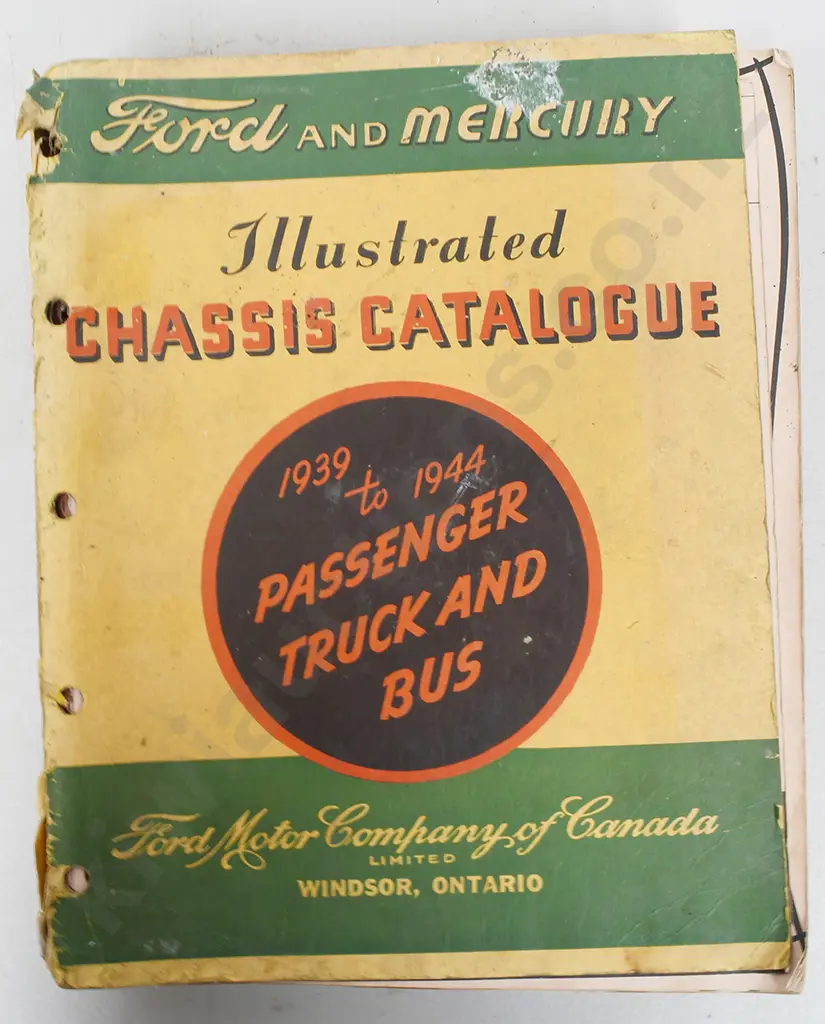 Ford AND MERCURY
Illustrated
CHASSIS CATALOGUE
1939 to 1944
PASSENGER
TRUCK AND
BUS
Ford Motor Company of Canada
LIMITED
WINDSOR, ONTARIO